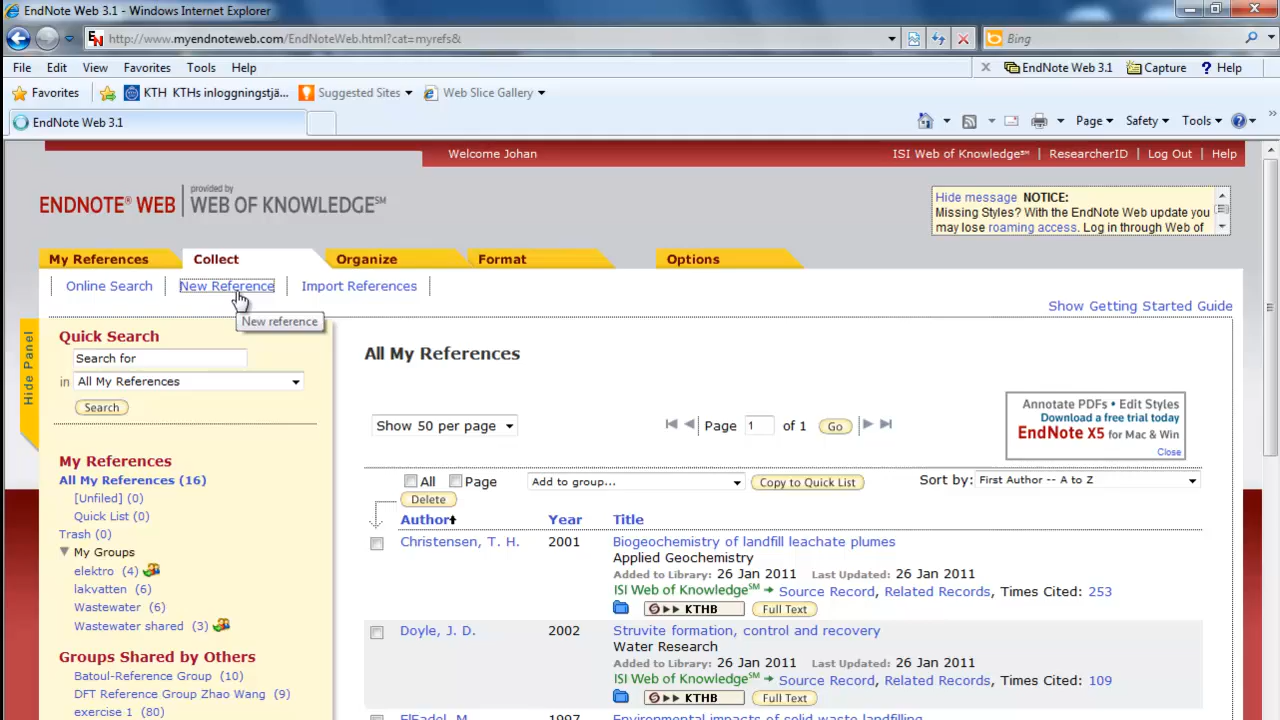 EndNote Web 3.1 - Windows Internet Explorer
http://www.myendnoteweb.com/EndNoteWeb.html?cat=myrefs&
Bing
File Edit View Favorites Tools Help
x EndNote Web 3.1 Capture ? Help
Favorites KTH KTHs inloggningstjä... Suggested Sites Web Slice Gallery
EndNote Web 3.1
Page Safety Tools
Welcome Johan
ISI Web of Knowledge℠ | ResearcherID | Log Out | Help
ENDNOTE® WEB | provided by WEB OF KNOWLEDGE℠
Hide message NOTICE:
Missing Styles? With the EndNote Web update you
may lose roaming access. Log in through Web of
My References Collect Organize Format Options
Online Search | New Reference | Import References
New reference
Show Getting Started Guide
Hide Panel
Quick Search
Search for
in All My References
Search
My References
All My References (16)
[Unfiled] (0)
Quick List (0)
Trash (0)
My Groups
elektro (4)
lakvatten (6)
Wastewater (6)
Wastewater shared (3)
Groups Shared by Others
Batoul-Reference Group (10)
DFT Reference Group Zhao Wang (9)
exercise 1 (80)
All My References
Show 50 per page
Page 1 of 1 Go
Annotate PDFs • Edit Styles
Download a free trial today
EndNote X5 for Mac & Win
Close
All Page Add to group... Copy to Quick List Sort by: First Author -- A to Z
Delete
Author Year Title
Christensen, T. H. 2001 Biogeochemistry of landfill leachate plumes
Applied Geochemistry
Added to Library: 26 Jan 2011 Last Updated: 26 Jan 2011
ISI Web of Knowledge℠ Source Record, Related Records, Times Cited: 253
KTHB Full Text
Doyle, J. D. 2002 Struvite formation, control and recovery
Water Research
Added to Library: 26 Jan 2011 Last Updated: 26 Jan 2011
ISI Web of Knowledge℠ Source Record, Related Records, Times Cited: 109
KTHB Full Text
ElFadel, M. 1997 Environmental impacts of solid waste landfilling